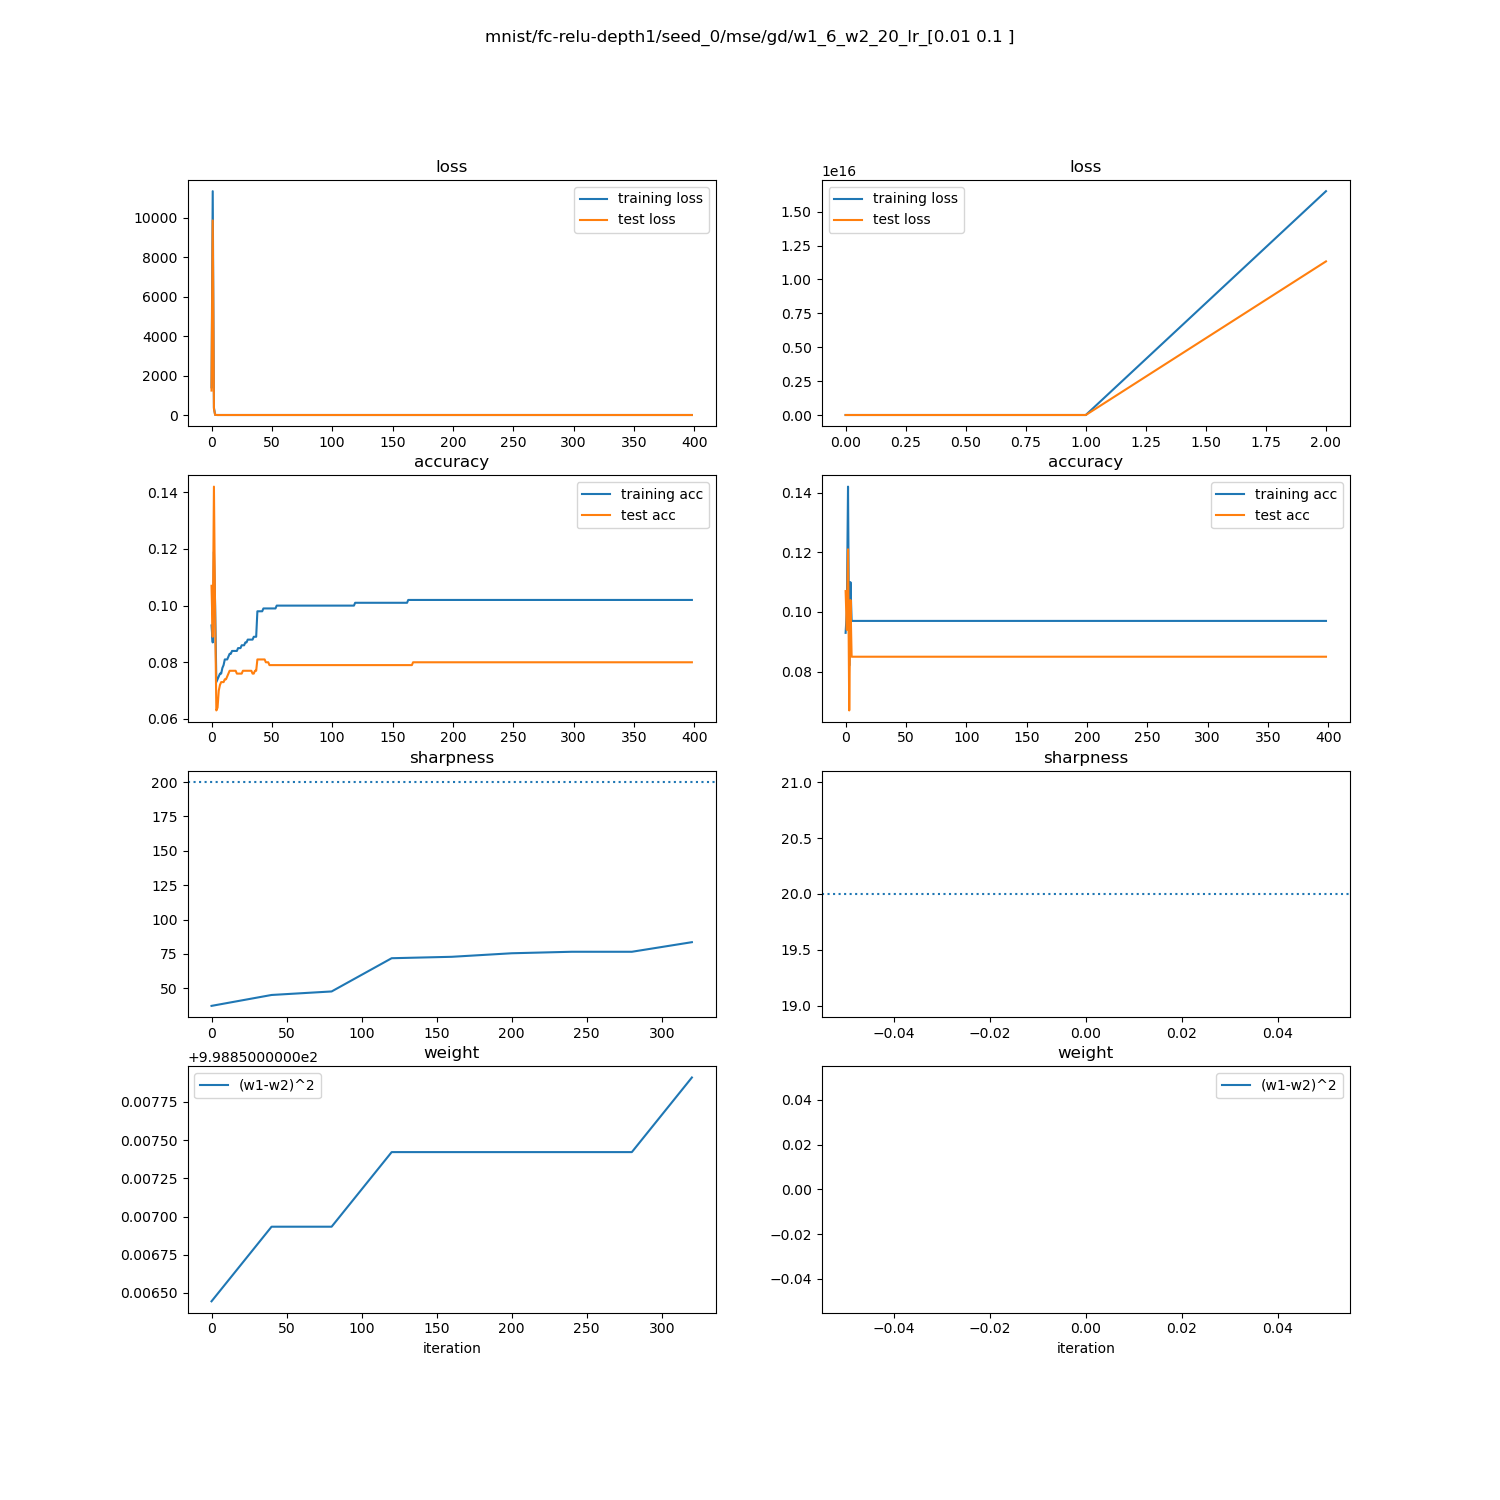 mnist/fc-relu-depth1/seed_0/mse/gd/w1_6_w2_20_lr_[0.01 0.1 ]
loss
training loss
test loss
10000
8000
6000
4000
2000
0
0 50 100 150 200 250 300 350 400
loss
1e16
training loss
test loss
1.50
1.25
1.00
0.75
0.50
0.25
0.00
0.00 0.25 0.50 0.75 1.00 1.25 1.50 1.75 2.00
accuracy
training acc
test acc
0.14
0.12
0.10
0.08
0.06
0 50 100 150 200 250 300 350 400
accuracy
training acc
test acc
0.14
0.12
0.10
0.08
0 50 100 150 200 250 300 350 400
sharpness
200
175
150
125
100
75
50
0 50 100 150 200 250 300
sharpness
21.0
20.5
20.0
19.5
19.0
−0.04 −0.02 0.00 0.02 0.04
weight
+9.9885000000e2
(w1-w2)^2
0.00775
0.00750
0.00725
0.00700
0.00675
0.00650
0 50 100 150 200 250 300
iteration
weight
(w1-w2)^2
0.04
0.02
0.00
−0.02
−0.04
−0.04 −0.02 0.00 0.02 0.04
iteration